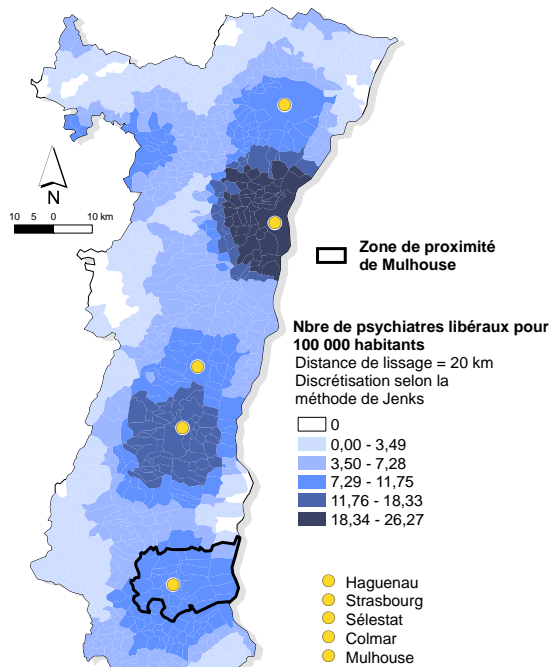 N
10 5 0 10 km
Zone de proximité
de Mulhouse
Nbre de psychiatres libéraux pour
100 000 habitants
Distance de lissage = 20 km
Discrétisation selon la
méthode de Jenks
0
0,00 - 3,49
3,50 - 7,28
7,29 - 11,75
11,76 - 18,33
18,34 - 26,27
Haguenau
Strasbourg
Sélestat
Colmar
Mulhouse